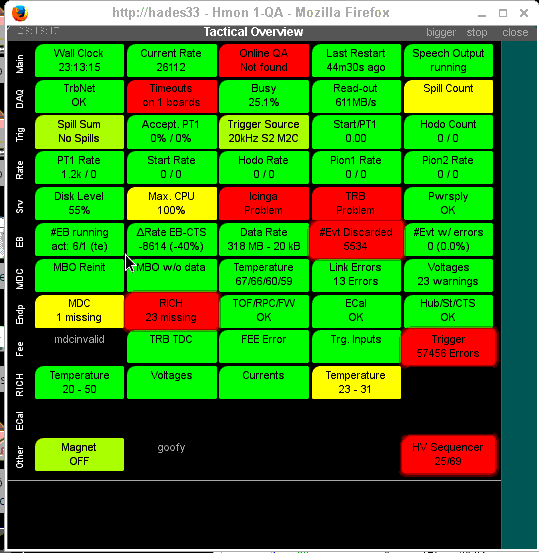 http://hades33 - Hmon 1-QA - Mozilla Firefox
23:13:17 Tactical Overview bigger stop close
Main
Wall Clock
23:13:15
Current Rate
26112
Online QA
Not found
Last Restart
44m30s ago
Speech Output
running
DAQ
TrbNet
OK
Timeouts
on 1 boards
Busy
25.1%
Read-out
611MB/s
Spill Count
Trig
Spill Sum
No Spills
Accept. PT1
0% / 0%
Trigger Source
20kHz S2 M2C
Start/PT1
0.00
Hodo Count
0 / 0
Rate
PT1 Rate
1.2k / 0
Start Rate
0 / 0
Hodo Rate
0 / 0
Pion1 Rate
0 / 0
Pion2 Rate
0 / 0
Srv
Disk Level
55%
Max. CPU
100%
Icinga
Problem
TRB
Problem
Pwrsply
OK
EB
#EB running
act: 6/1 (te)
ΔRate EB-CTS
-8614 (-40%)
Data Rate
318 MB - 20 kB
#Evt Discarded
5534
#Evt w/ errors
0 (0.0%)
MDC
MBO Reinit
MBO w/o data
Temperature
67/66/60/59
Link Errors
13 Errors
Voltages
23 warnings
Endp
MDC
1 missing
RICH
23 missing
TOF/RPC/FW
OK
ECal
OK
Hub/St/CTS
OK
Fee
mdcinvalid
TRB TDC
FEE Error
Trg. Inputs
Trigger
57456 Errors
RICH
Temperature
20 - 50
Voltages
Currents
Temperature
23 - 31
ECal
Other
Magnet
OFF
goofy
HV Sequencer
25/69